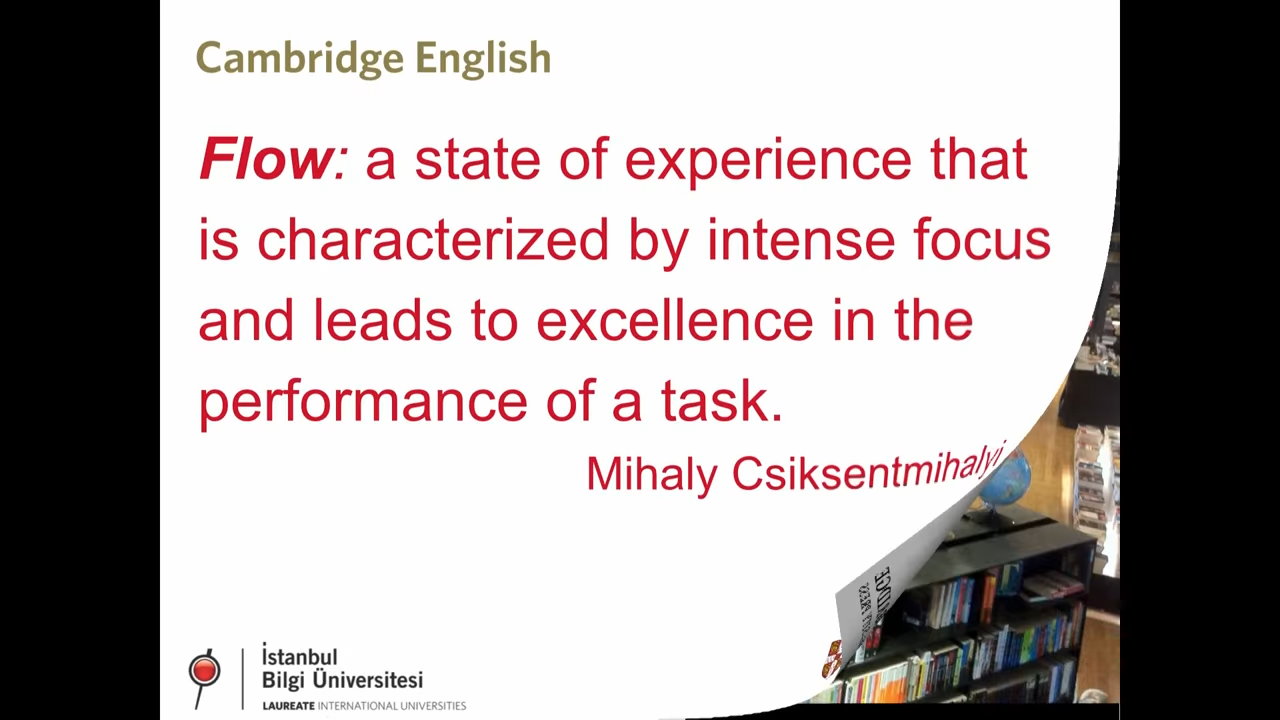 Cambridge English
Flow: a state of experience that
is characterized by intense focus
and leads to excellence in the
performance of a task.
Mihaly Csiksentmihalyi
İstanbul
Bilgi Üniversitesi
LAUREATE INTERNATIONAL UNIVERSITIES